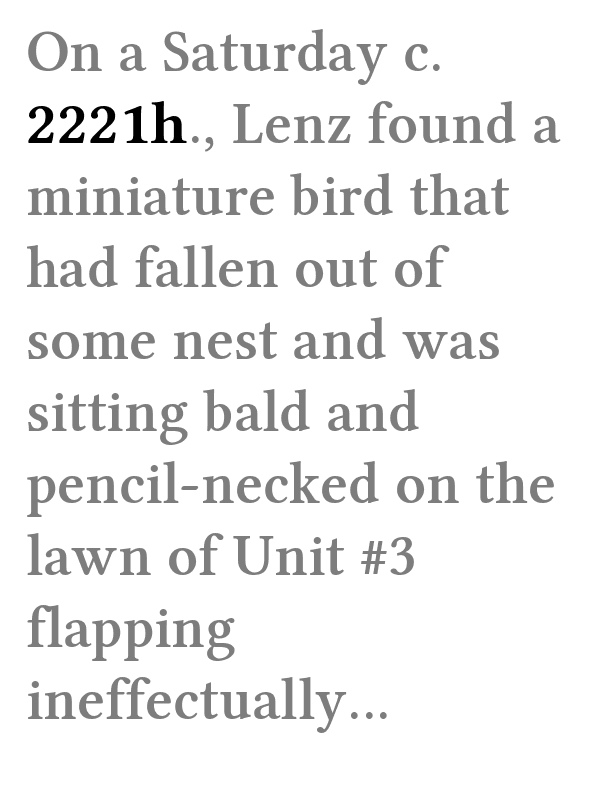 On a Saturday c.
2221h., Lenz found a
miniature bird that
had fallen out of
some nest and was
sitting bald and
pencil-necked on the
lawn of Unit #3
flapping
ineffectually...